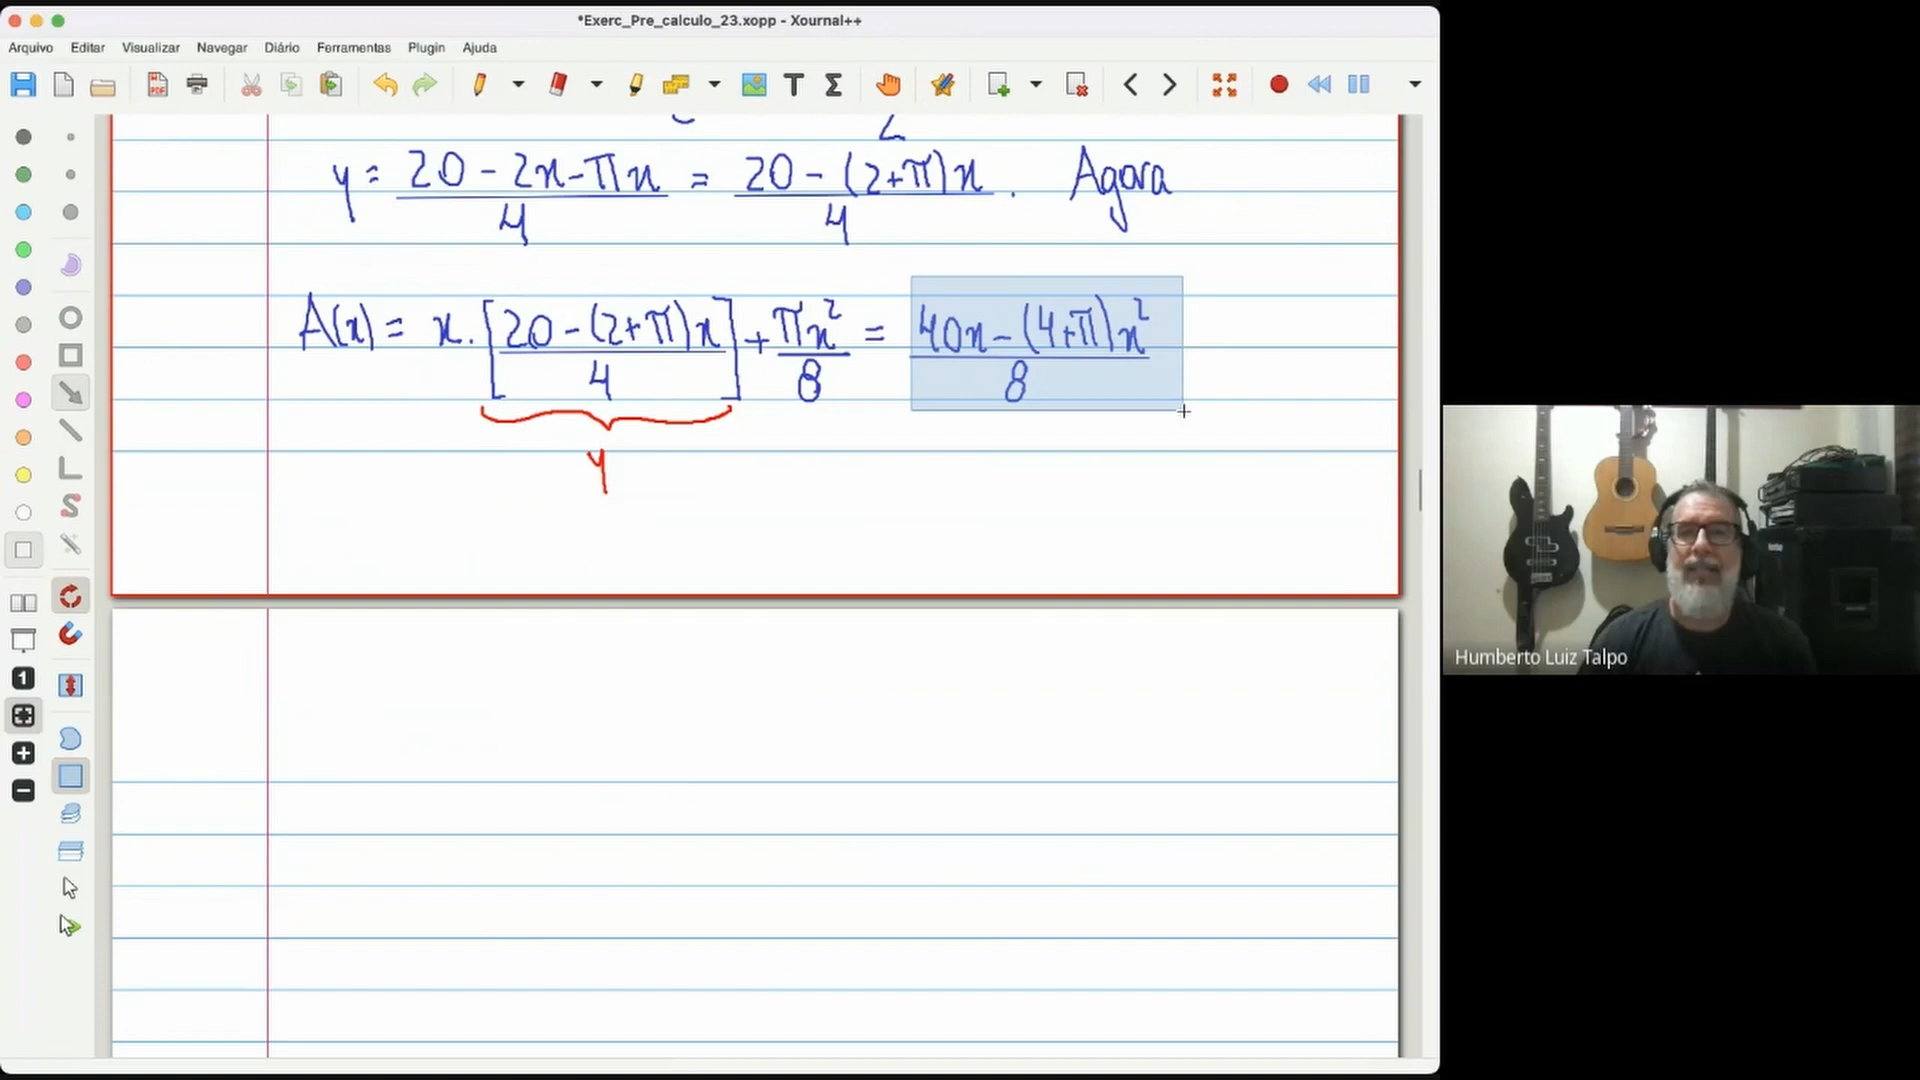 *Exerc_Pre_calculo_23.xopp - Xournal++
Arquivo Editar Visualizar Navegar Diário Ferramentas Plugin Ajuda
2
y = (20 - 2x - πx)/4 = (20 - (2+π)x)/4 . Agora
A(x) = x . [(20 - (2+π)x)/4] + πx²/8 = (40x - (4+π)x²)/8
y
Humberto Luiz Talpo